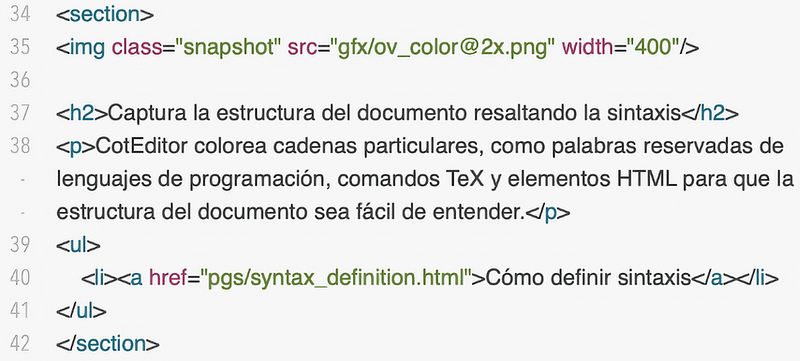 34 <section>
35 <img class="snapshot" src="gfx/ov_color@2x.png" width="400"/>
36
37 <h2>Captura la estructura del documento resaltando la sintaxis</h2>
38 <p>CotEditor colorea cadenas particulares, como palabras reservadas de
- lenguajes de programación, comandos TeX y elementos HTML para que la
- estructura del documento sea fácil de entender.</p>
39 <ul>
40     <li><a href="pgs/syntax_definition.html">Cómo definir sintaxis</a></li>
41 </ul>
42 </section>